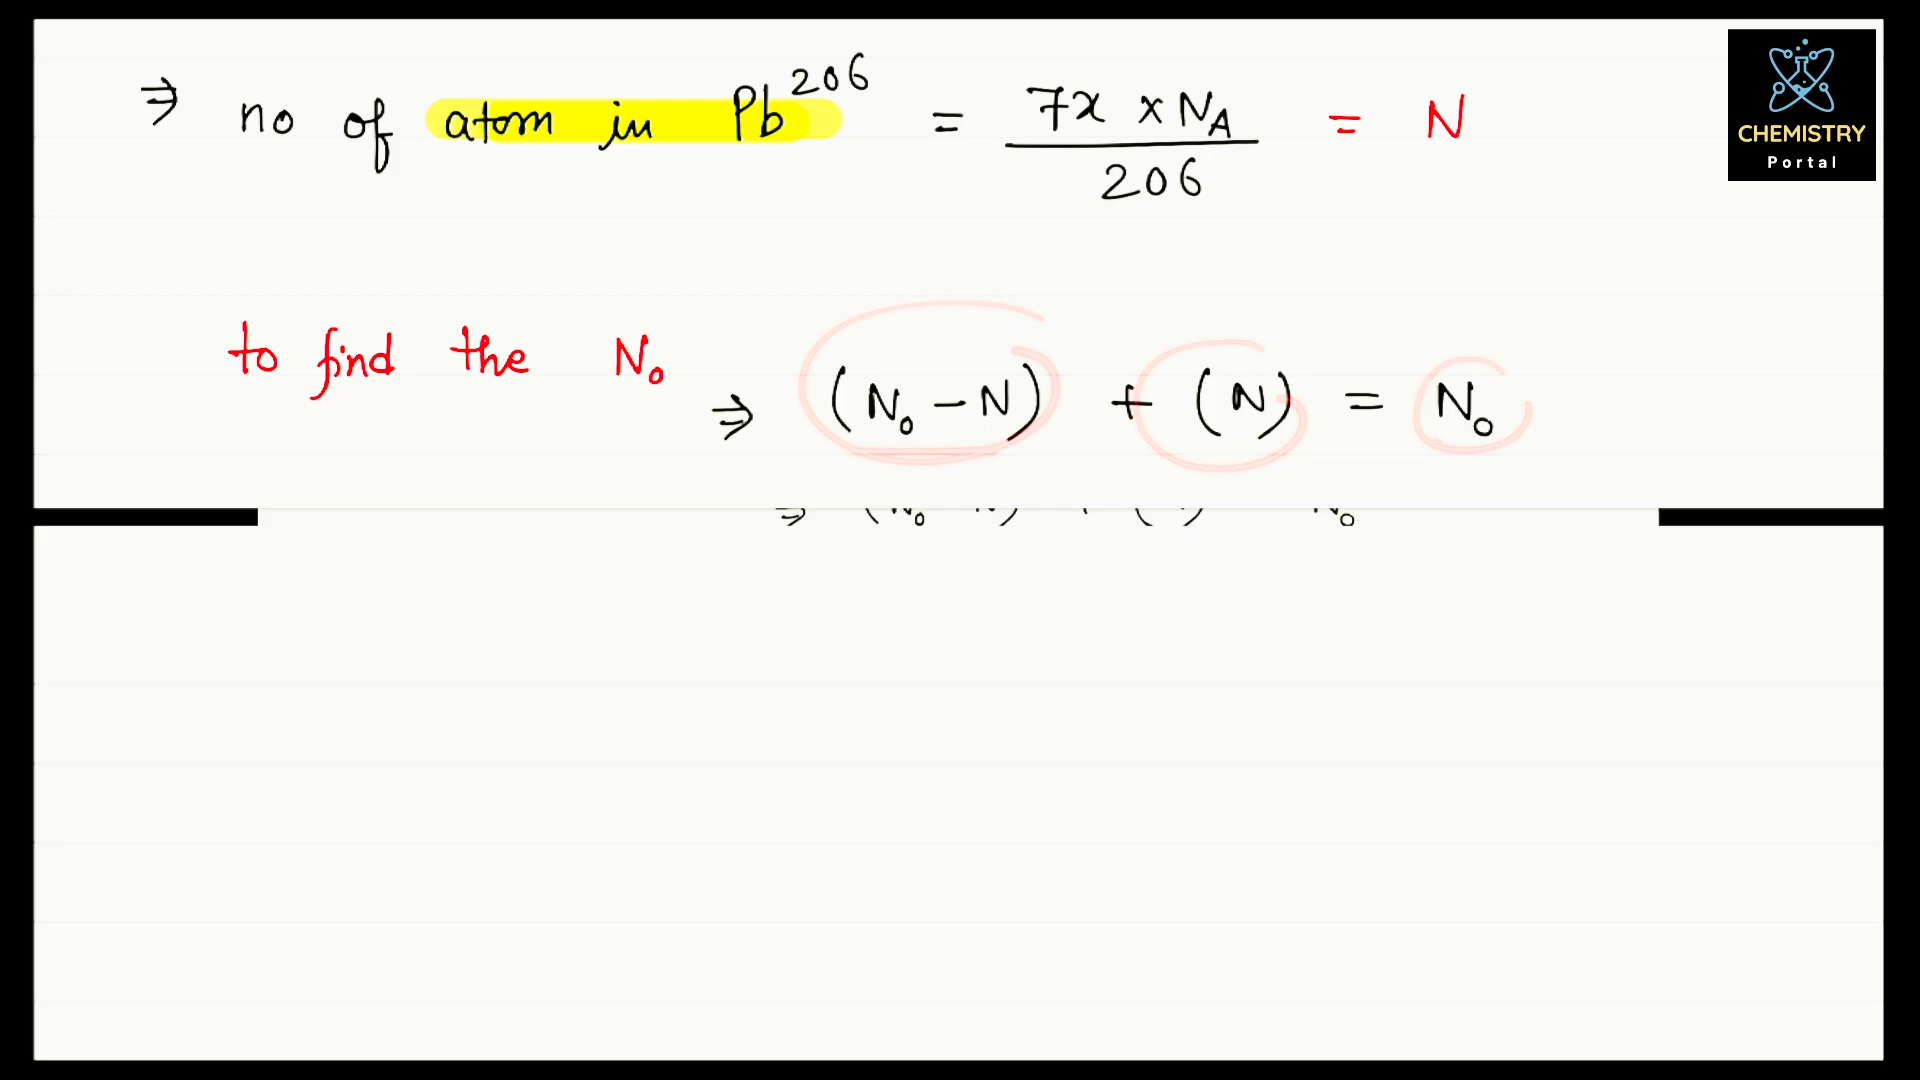 ⇒ no of atom in Pb²⁰⁶ = 7x × N_A / 206 = N
CHEMISTRY
Portal
to find the N₀
⇒ (N₀ - N) + (N) = N₀